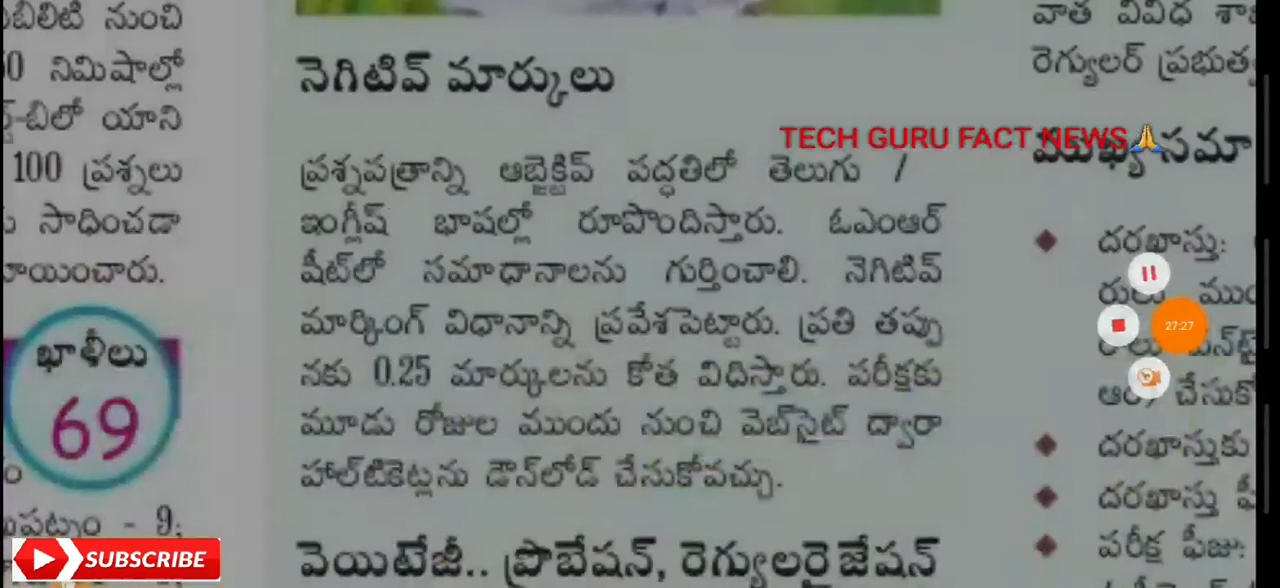 నుంచి
నిమిషాల్లో
యాని
100 ప్రశ్నలు
సాధించడా
ఖాళీలు
69
- 9;
SUBSCRIBE
నెగిటివ్ మార్కులు
ప్రశ్నపత్రాన్ని ఆబ్జెక్టివ్ పద్ధతిలో తెలుగు /
ఇంగ్లీష్ భాషల్లో రూపొందిస్తారు. ఓఎంఆర్
షీట్‌లో సమాధానాలను గుర్తించాలి. నెగిటివ్
మార్కింగ్ విధానాన్ని ప్రవేశపెట్టారు. ప్రతి తప్పు
నకు 0.25 మార్కులను కోత విదిస్తారు. పరీక్షకు
మూడు రోజుల ముందు నుంచి వెబ్‌సైట్ ద్వారా
హాల్‌టికెట్లను డౌన్‌లోడ్ చేసుకోవచ్చు.
వెయిటేజీ.. ప్రొబేషన్, రెగ్యులరైజేషన్
వాత వివిధ
రెగ్యులర్ ప్రభుత్వ
TECH GURU FACT NEWS🙏
దరఖాస్తు:
27:27
దరఖాస్తుకు
దరఖాస్తు ఫీ
పరీక్ష ఫీజు: